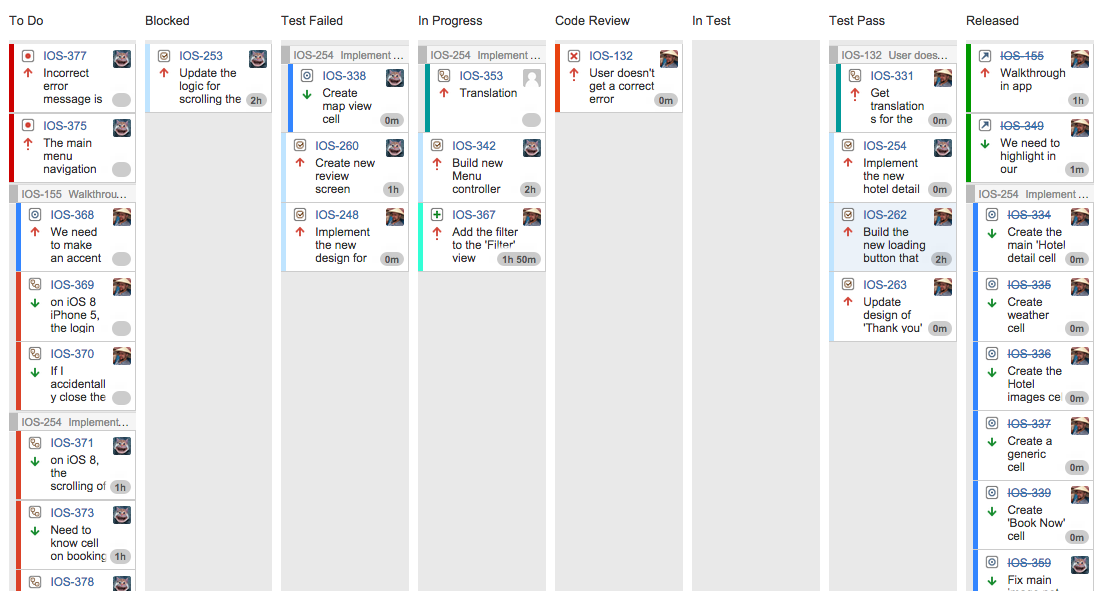 To Do
IOS-377
Incorrect
error
message is
IOS-375
The main
menu
navigation
IOS-155 Walkthrou...
IOS-368
We need
to make
an accent
IOS-369
on iOS 8
iPhone 5,
the login
IOS-370
If I
accidentall
y close the
IOS-254 Implement...
IOS-371
on iOS 8,
the
scrolling of
1h
IOS-373
Need to
know cell
on booking
1h
IOS-378
Blocked
IOS-253
Update the
logic for
scrolling the
2h
Test Failed
IOS-254 Implement ...
IOS-338
Create
map view
cell
0m
IOS-260
Create new
review
screen
1h
IOS-248
Implement
the new
design for
0m
In Progress
IOS-254 Implement ...
IOS-353
Translation
IOS-342
Build new
Menu
controller
2h
IOS-367
Add the filter
to the 'Filter'
view
1h 50m
Code Review
IOS-132
User doesn't
get a correct
error
0m
In Test
Test Pass
IOS-132 User does...
IOS-331
Get
translation
s for the
0m
IOS-254
Implement
the new
hotel detail
0m
IOS-262
Build the
new loading
button that
2h
IOS-263
Update
design of
'Thank you'
0m
Released
IOS-155
Walkthrough
in app
1h
IOS-349
We need to
highlight in
our
1m
IOS-254 Implement ...
IOS-334
Create the
main 'Hotel
detail cell
0m
IOS-335
Create
weather
cell
0m
IOS-336
Create the
Hotel
images cel
0m
IOS-337
Create a
generic
cell
0m
IOS-339
Create
'Book Now'
cell
0m
IOS-359
Fix main